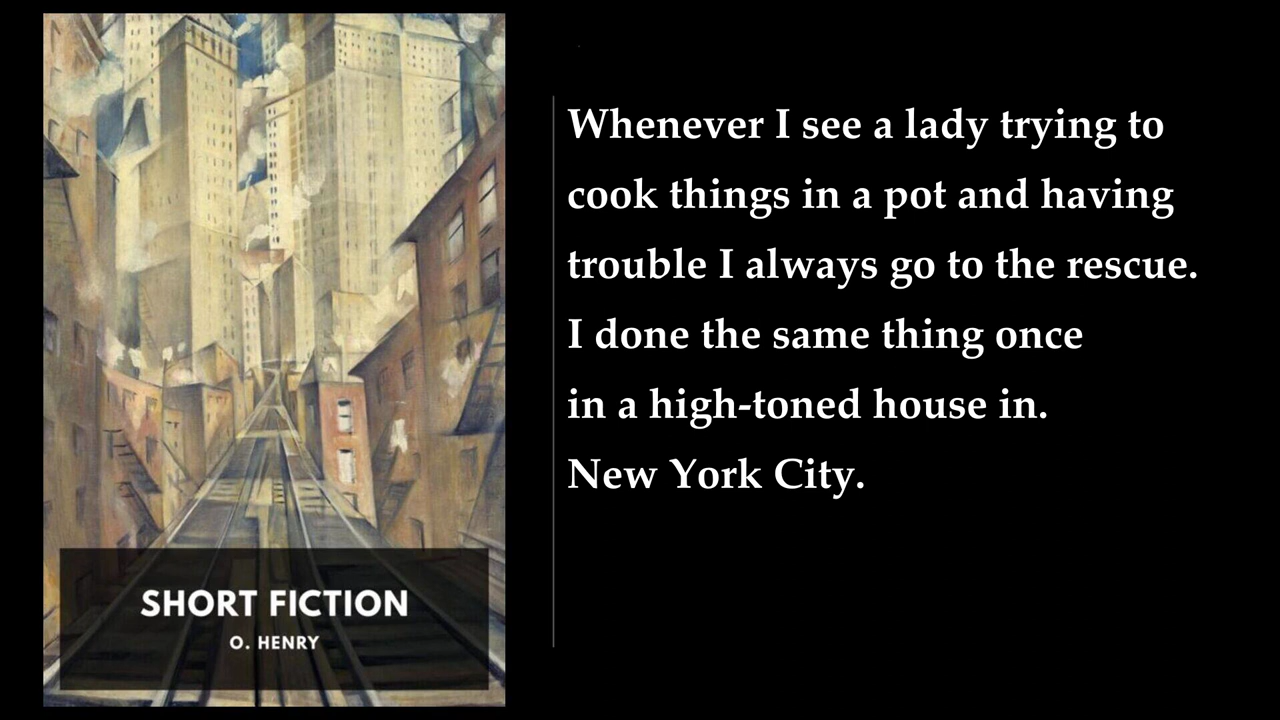 Whenever I see a lady trying to
cook things in a pot and having
trouble I always go to the rescue.
I done the same thing once
in a high-toned house in.
New York City.
SHORT FICTION
O. HENRY